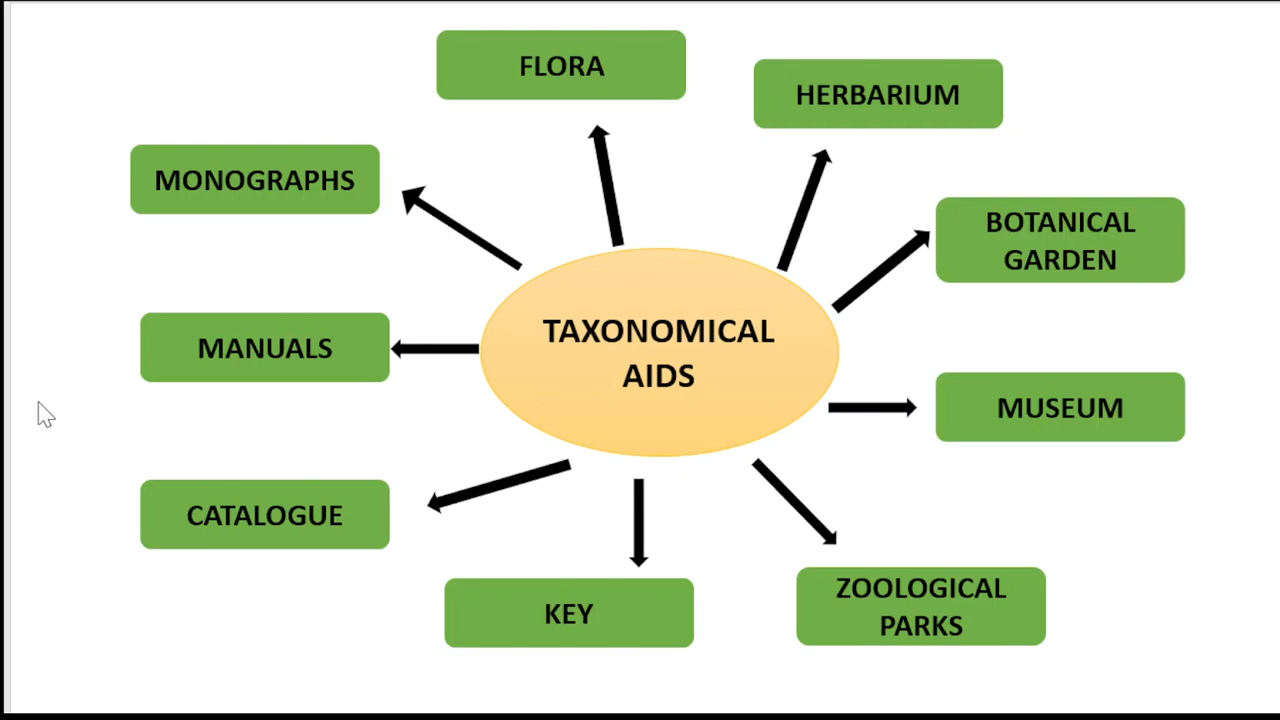 FLORA
HERBARIUM
MONOGRAPHS
BOTANICAL
GARDEN
TAXONOMICAL
AIDS
MANUALS
MUSEUM
CATALOGUE
KEY
ZOOLOGICAL
PARKS